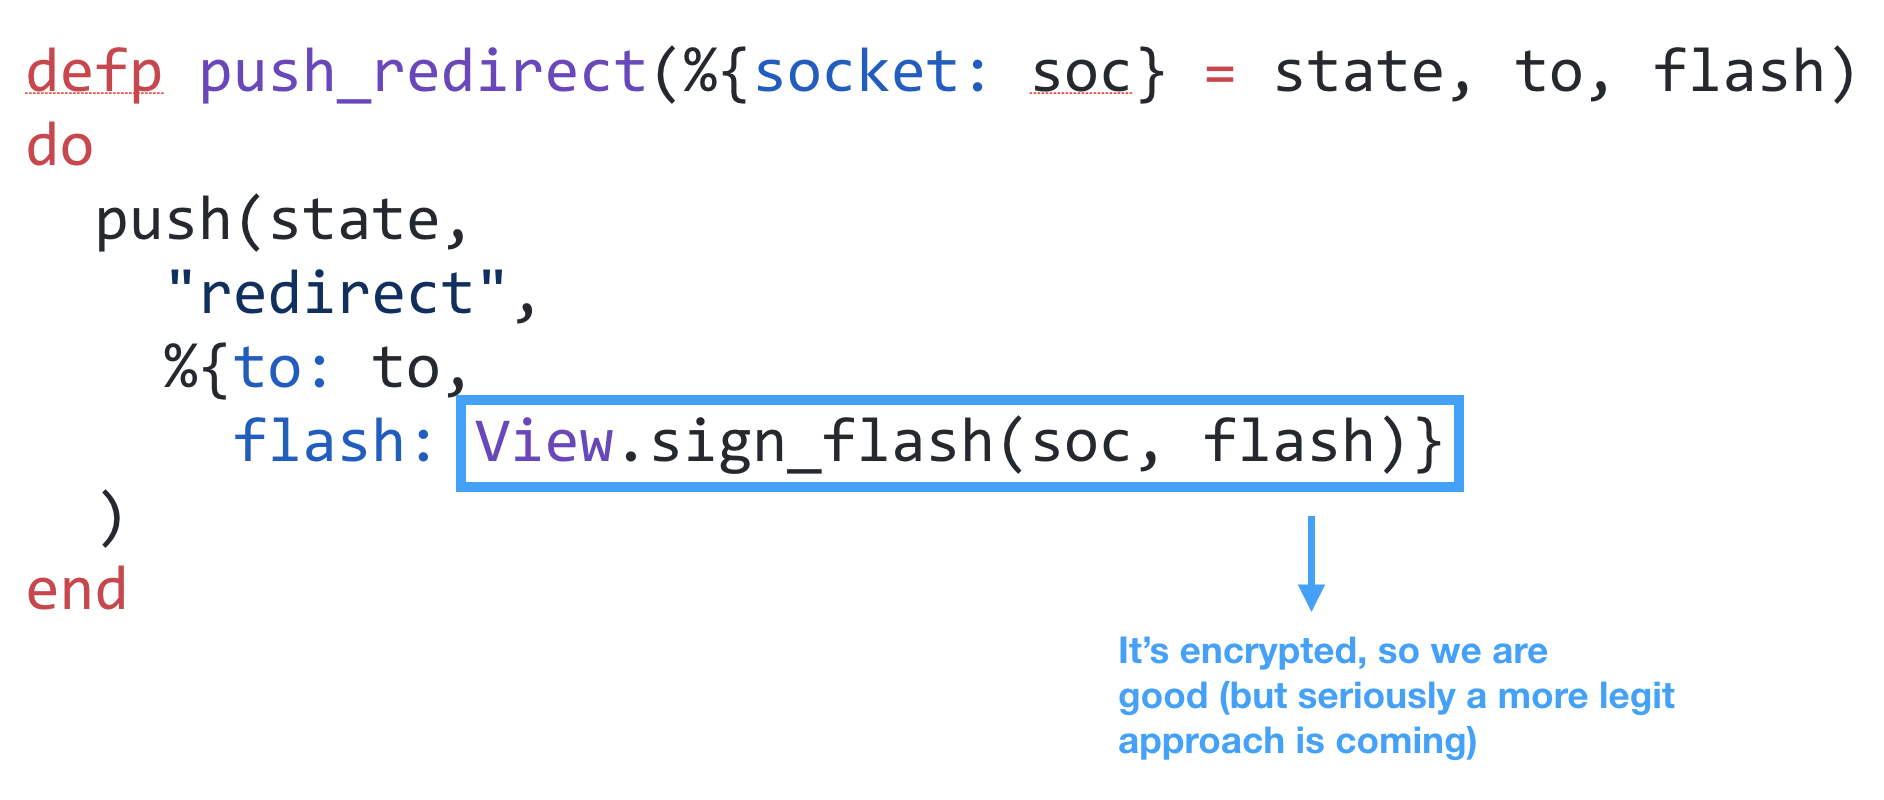 defp push_redirect(%{socket: soc} = state, to, flash)
do
  push(state,
    "redirect",
    %{to: to,
      flash: View.sign_flash(soc, flash)}
  )
end
It’s encrypted, so we are
good (but seriously a more legit
approach is coming)